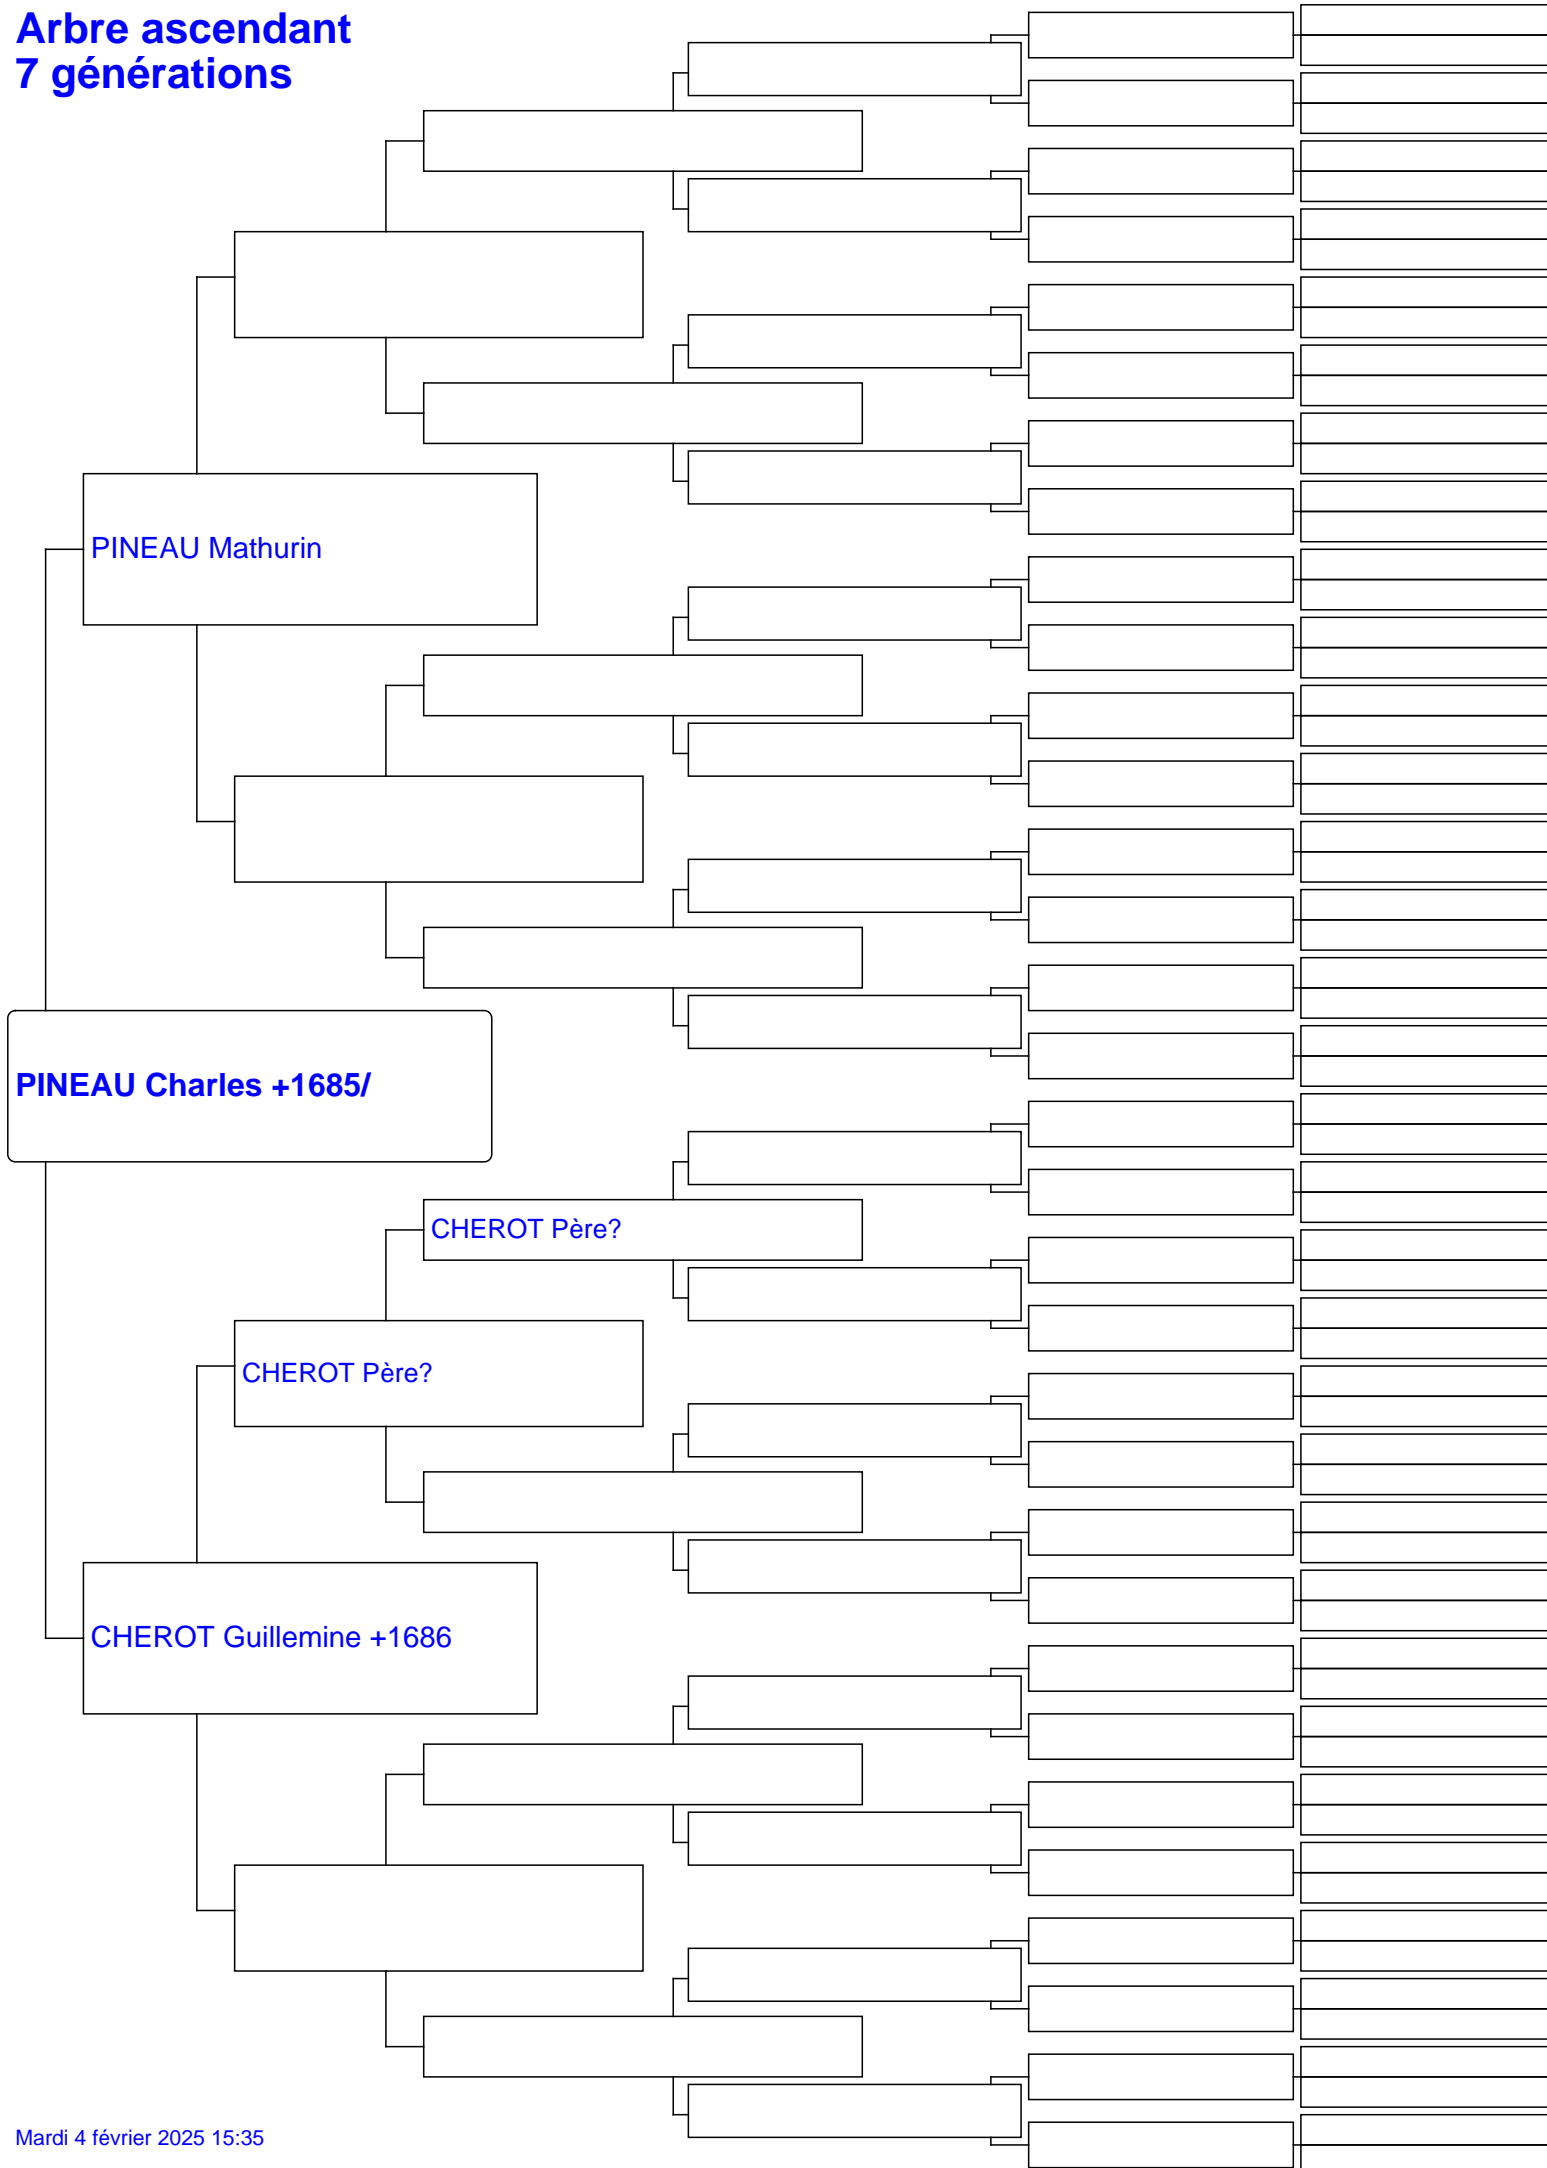 Arbre ascendant
7 générations
PINEAU Mathurin
PINEAU Charles +1685/
CHEROT Père?
CHEROT Père?
CHEROT Guillemine +1686
Mardi 4 février 2025 15:35